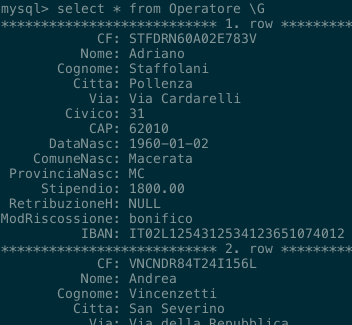 mysql> select * from Operatore \G
*************************** 1. row *********
CF: STFDRN60A02E783V
Nome: Adriano
Cognome: Staffolani
Citta: Pollenza
Via: Via Cardarelli
Civico: 31
CAP: 62010
DataNasc: 1960-01-02
ComuneNasc: Macerata
ProvinciaNasc: MC
Stipendio: 1800.00
RetribuzioneH: NULL
ModRiscossione: bonifico
IBAN: IT02L1254312534123651074012
*************************** 2. row *********
CF: VNCNDR84T24I156L
Nome: Andrea
Cognome: Vincenzetti
Citta: San Severino
Via: Via della Repubblica